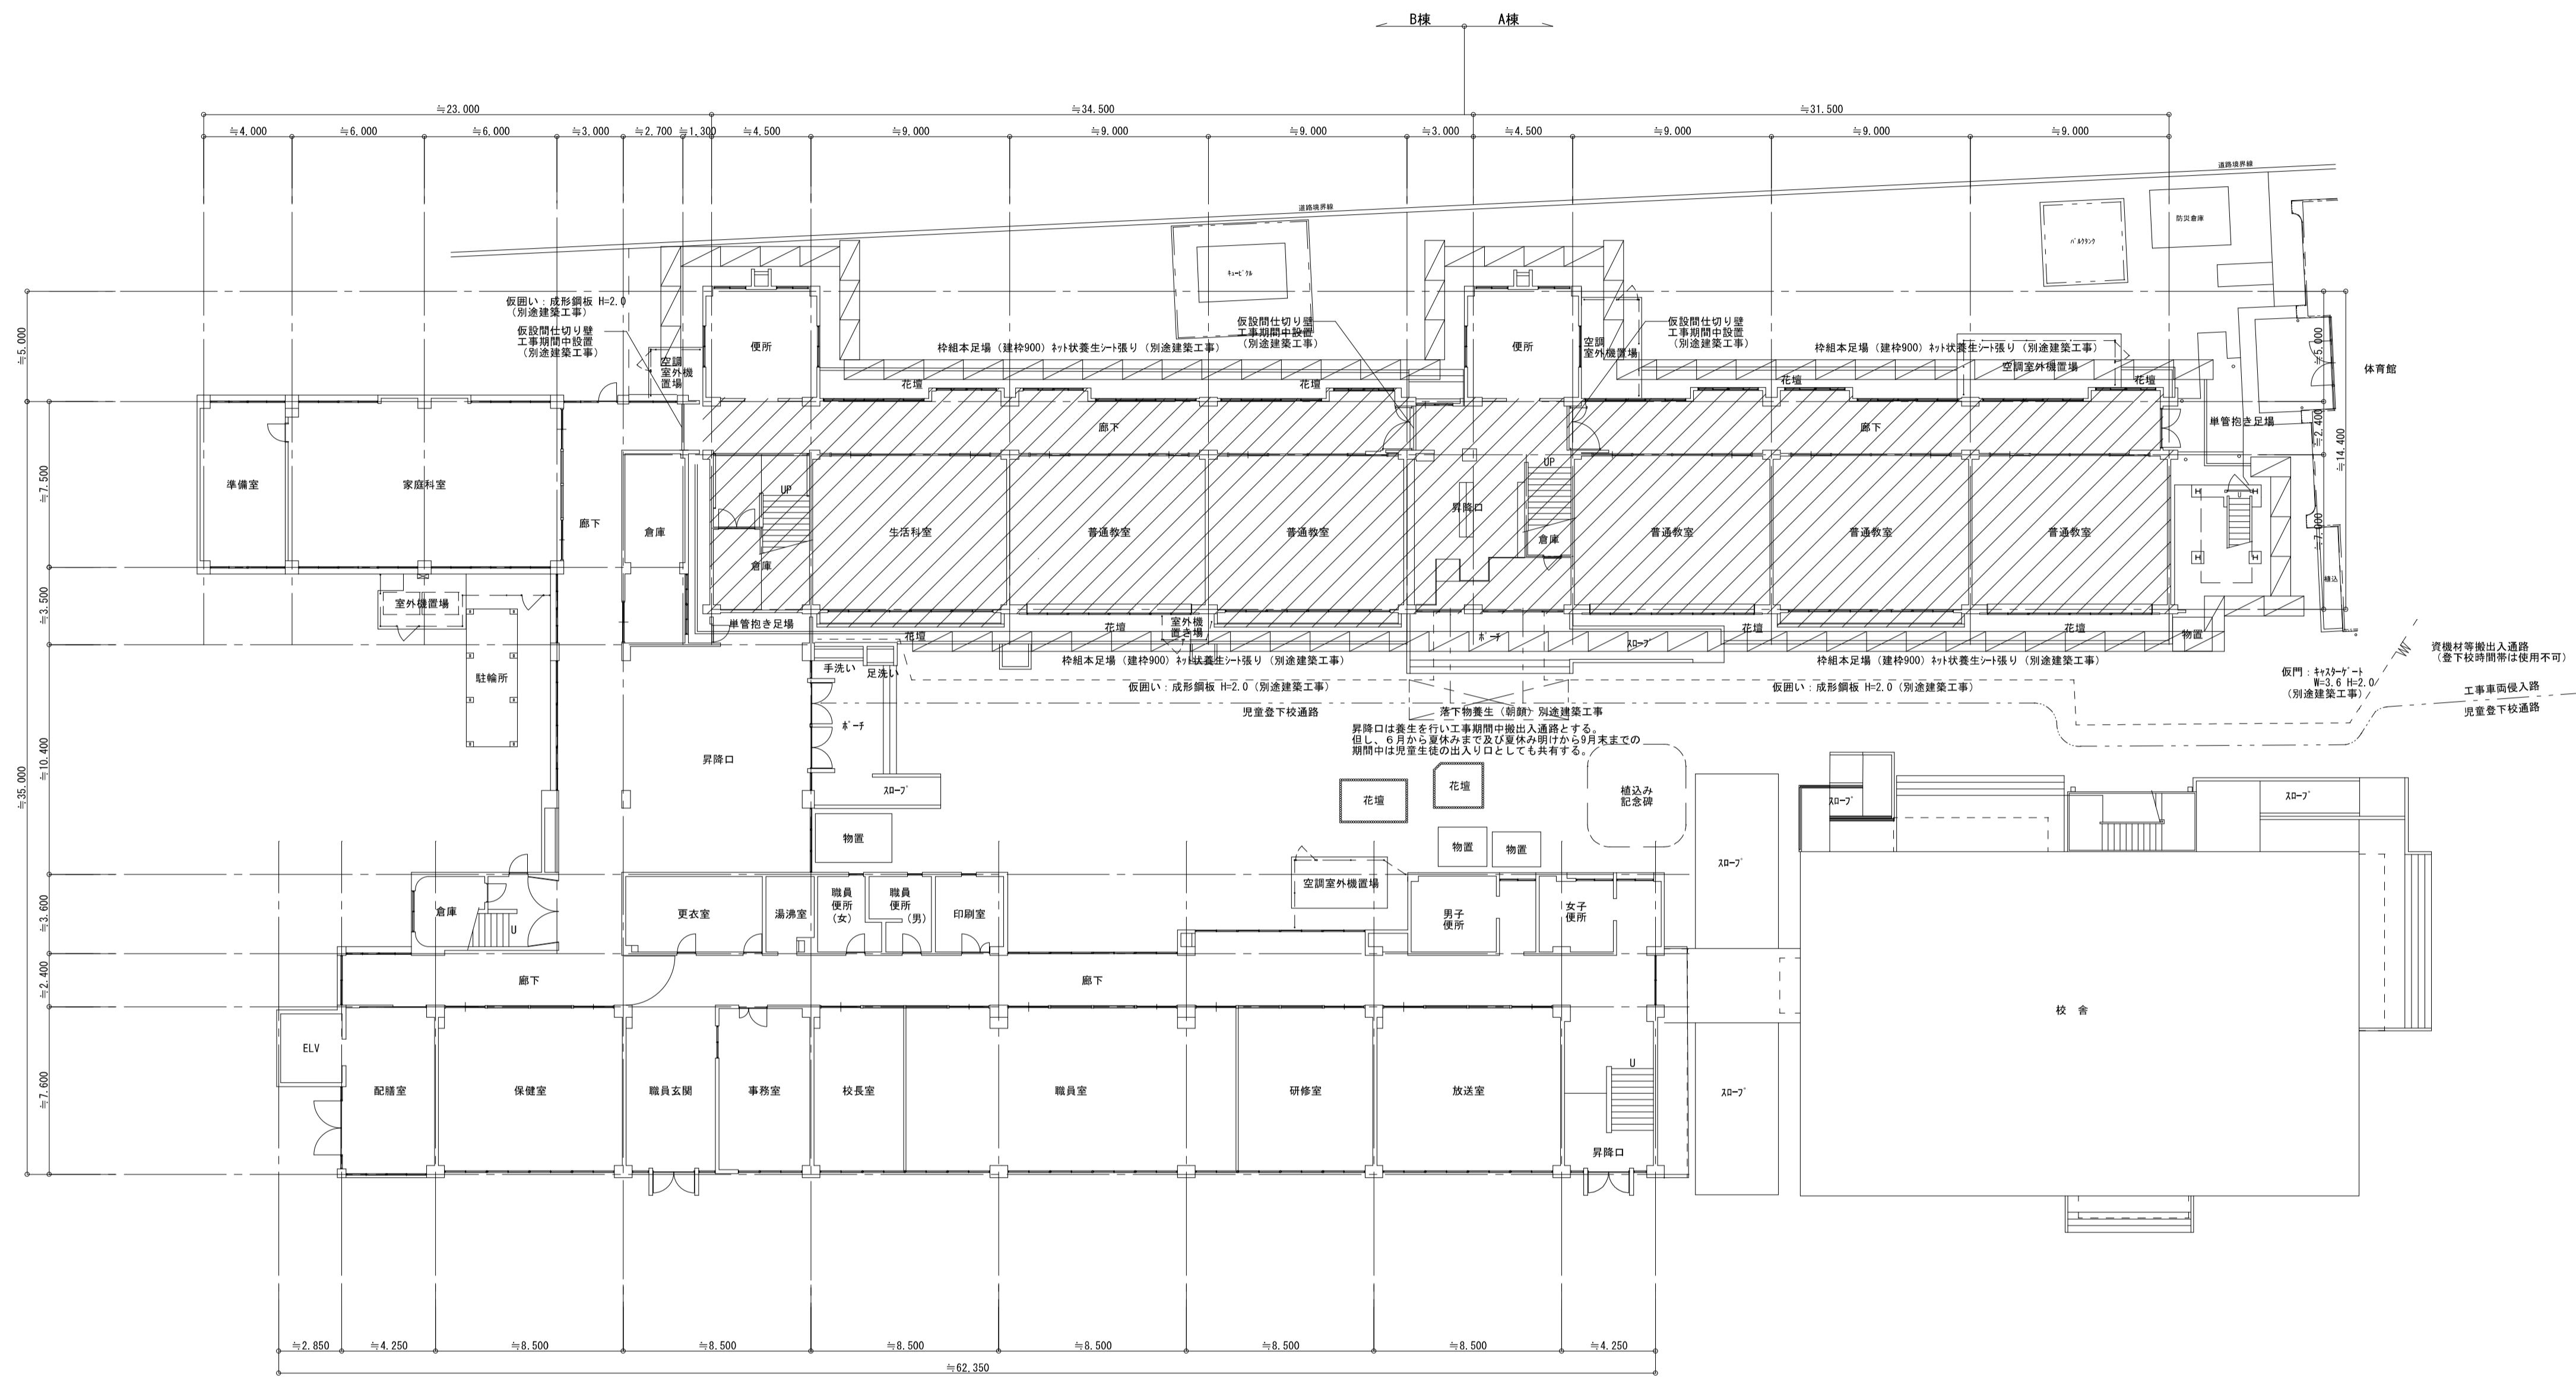 B棟 A棟
≒23.000 ≒34.500 ≒31.500
≒4,000 ≒6,000 ≒6,000 ≒3,000 ≒2,700 ≒1,300 ≒4,500 ≒9,000 ≒9,000 ≒9,000 ≒3,000 ≒4,500 ≒9,000 ≒9,000 ≒9,000
道路境界線
道路境界線
防災倉庫
ﾊﾞﾙｸﾀﾝｸ
ｷｭｰﾋﾞｸﾙ
仮囲い：成形鋼板 H=2.0
（別途建築工事）
仮設間仕切り壁
工事期間中設置
（別途建築工事）
空調
室外機
置場
便所
枠組本足場（建枠900）ﾈｯﾄ状養生ｼｰﾄ張り（別途建築工事）
仮設間仕切り壁
工事期間中設置
（別途建築工事）
便所
空調
室外機置場
仮設間仕切り壁
工事期間中設置
（別途建築工事）
枠組本足場（建枠900）ﾈｯﾄ状養生ｼｰﾄ張り（別途建築工事）
空調室外機置場
体育館
花壇
花壇
花壇
花壇
≒5.000
≒5.000
≒2,400
≒14.400
≒7,000
単管抱き足場
廊下
廊下
≒7.500
準備室
家庭科室
廊下
倉庫
UP
倉庫
生活科室
普通教室
普通教室
昇降口
UP
倉庫
普通教室
普通教室
普通教室
U
植込
≒3.500
室外機置場
単管抱き足場
花壇
花壇
室外機
置き場
ﾎﾟｰﾁ
ｽﾛｰﾌﾟ
花壇
花壇
物置
手洗い
足洗い
枠組本足場（建枠900）ﾈｯﾄ状養生ｼｰﾄ張り（別途建築工事）
枠組本足場（建枠900）ﾈｯﾄ状養生ｼｰﾄ張り（別途建築工事）
資機材等搬出入通路
（登下校時間帯は使用不可）
駐輪所
仮囲い：成形鋼板 H=2.0（別途建築工事）
仮囲い：成形鋼板 H=2.0（別途建築工事）
仮門：ｷｬｽﾀｰｹﾞｰﾄ
W=3.6 H=2.0
（別途建築工事）
工事車両侵入路
児童登下校通路
児童登下校通路
落下物養生（朝顔）別途建築工事
ﾎﾟｰﾁ
昇降口は養生を行い工事期間中搬出入通路とする。
但し、６月から夏休みまで及び夏休み明けから9月末までの
期間中は児童生徒の出入り口としても共有する。
≒10.400
≒35.000
昇降口
ｽﾛｰﾌﾟ
花壇
花壇
植込み
記念碑
ｽﾛｰﾌﾟ
ｽﾛｰﾌﾟ
物置
物置
物置
ｽﾛｰﾌﾟ
空調室外機置場
≒3.600
倉庫
U
更衣室
湯沸室
職員
便所
（女）
職員
便所
（男）
印刷室
男子
便所
女子
便所
≒2.400
廊下
廊下
校 舎
≒7.600
ELV
配膳室
保健室
職員玄関
事務室
校長室
職員室
研修室
放送室
U
昇降口
ｽﾛｰﾌﾟ
≒2.850 ≒4.250 ≒8.500 ≒8.500 ≒8.500 ≒8.500 ≒8.500 ≒8.500 ≒4.250
≒62.350